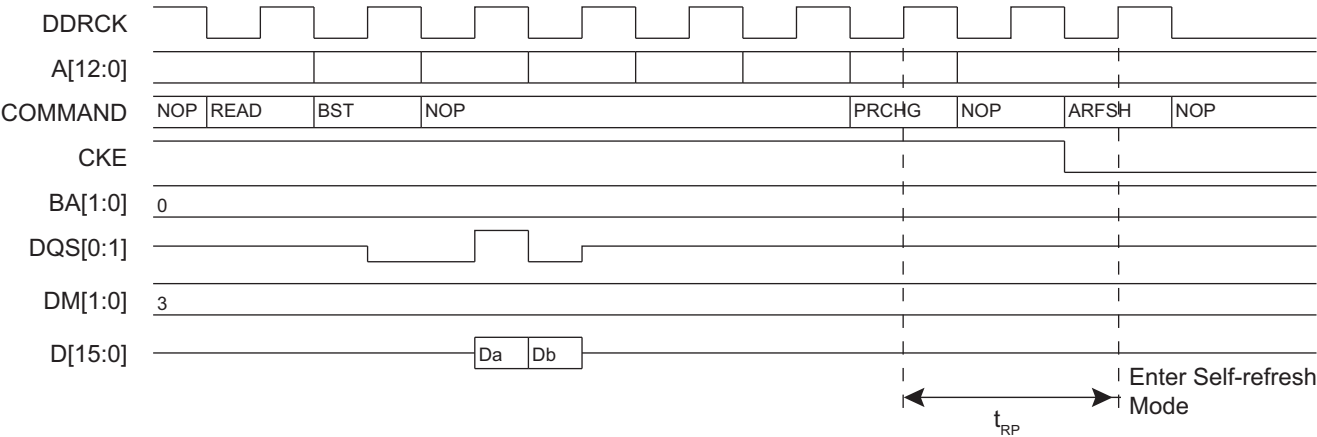 DDRCK
A[12:0]
COMMAND NOP READ BST NOP PRCHG NOP ARFSH NOP
CKE
BA[1:0] 0
DQS[0:1]
DM[1:0] 3
D[15:0] Da Db
Enter Self-refresh
Mode
tRP